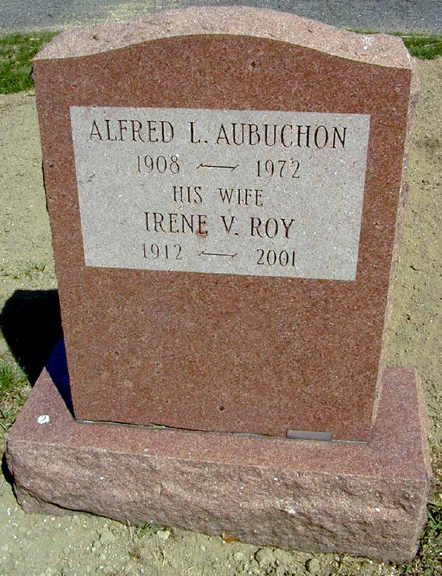 ALFRED L. AUBUCHON
1908 — 1972
HIS WIFE
IRENE V. ROY
1912 — 2001